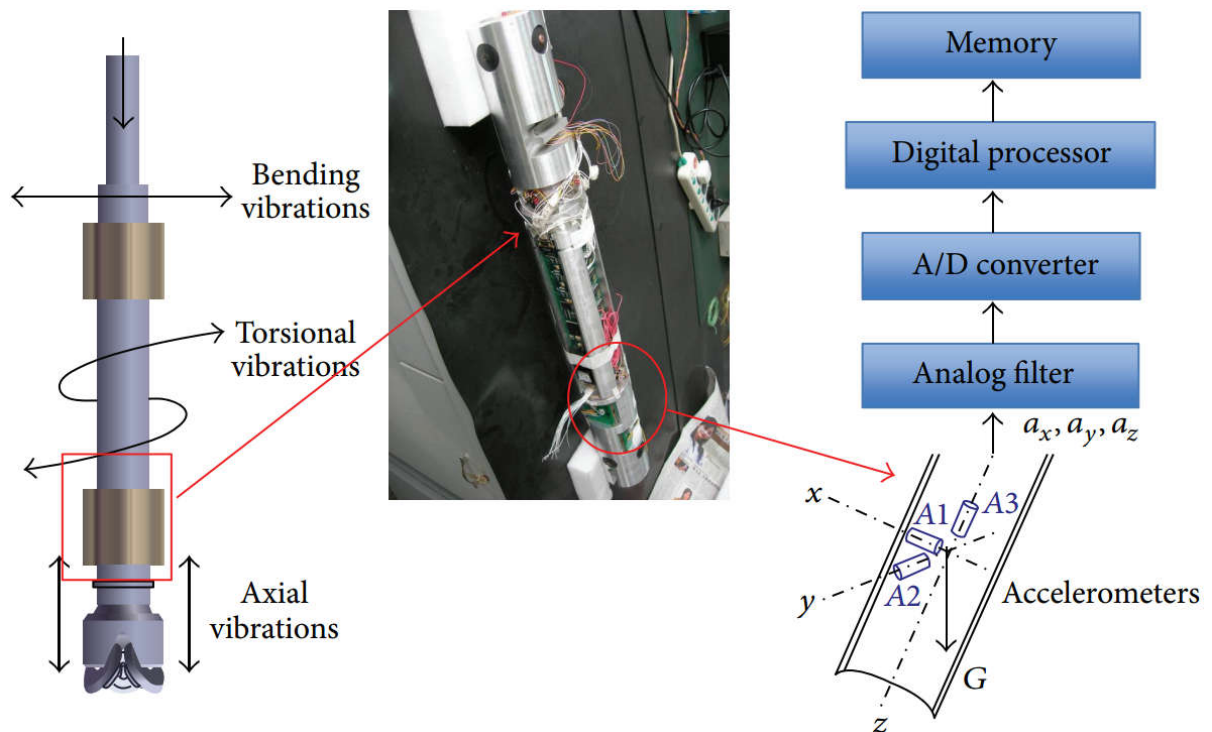 Bending
vibrations
Torsional
vibrations
Axial
vibrations
Memory
Digital processor
A/D converter
Analog filter
a_x, a_y, a_z
x
A1
A3
A2
y
Accelerometers
G
z